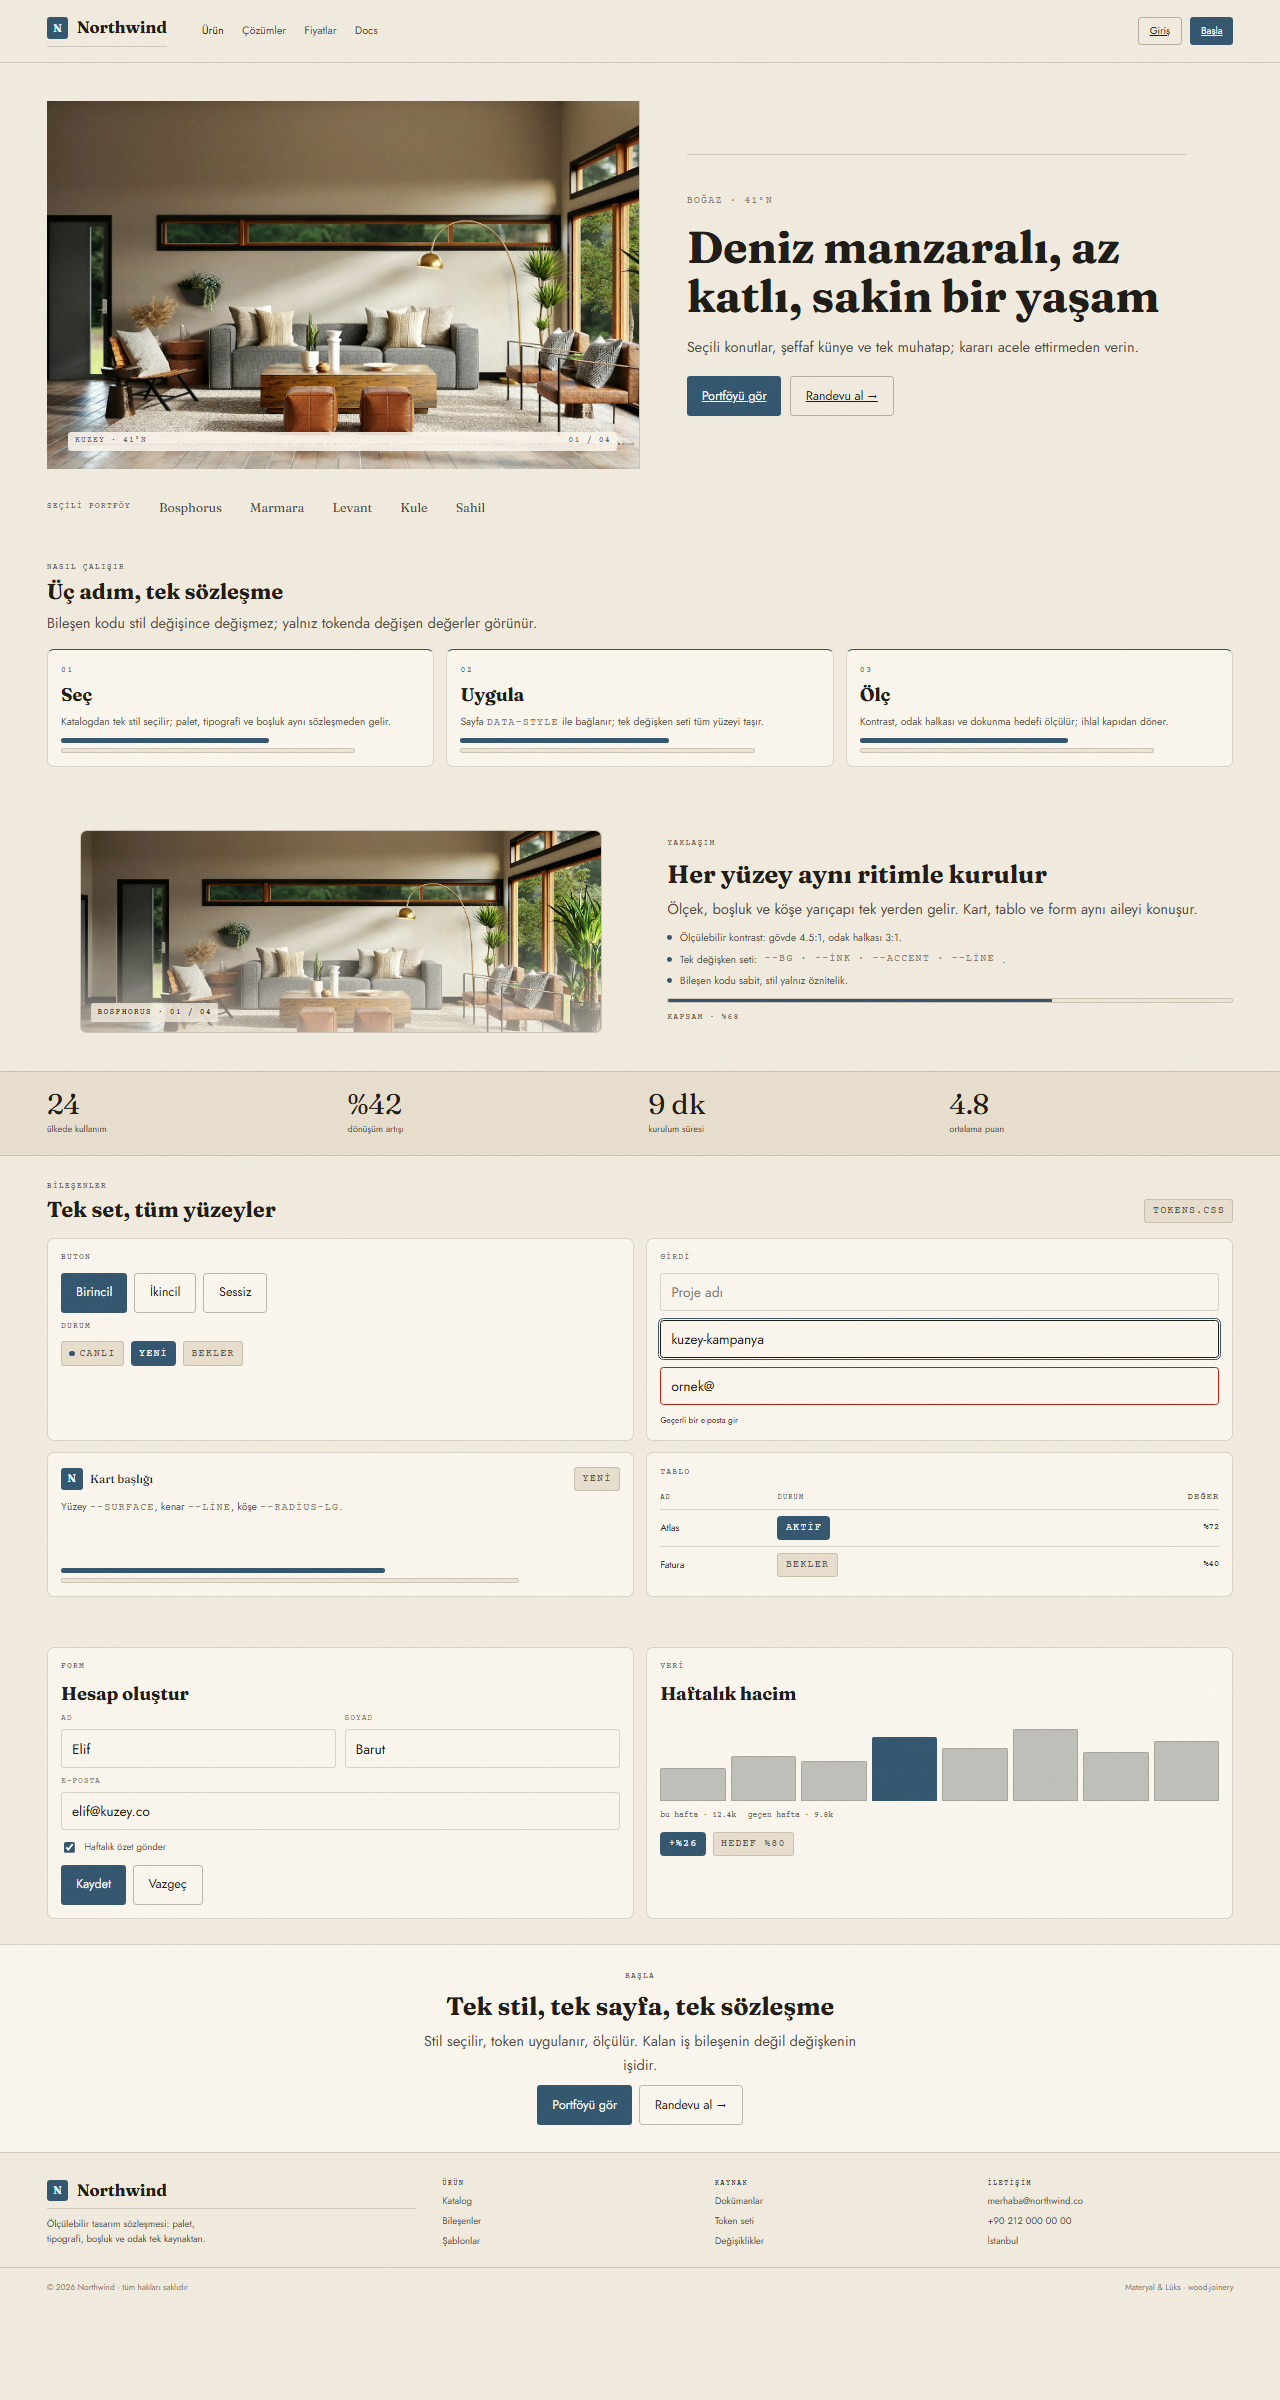 N Northwind
Ürün Çözümler Fiyatlar Docs
Giriş Başla
KUZEY · 41°N 01 / 04
BOĞAZ · 41°N
Deniz manzaralı, az
katlı, sakin bir yaşam
Seçili konutlar, şeffaf künye ve tek muhatap; kararı acele ettirmeden verin.
Portföyü gör Randevu al →
SEÇİLİ PORTFÖY Bosphorus Marmara Levant Kule Sahil
NASIL ÇALIŞIR
Üç adım, tek sözleşme
Bileşen kodu stil değişince değişmez; yalnız tokenda değişen değerler görünür.
01
Seç
Katalogdan tek stil seçilir; palet, tipografi ve boşluk aynı sözleşmeden gelir.
02
Uygula
Sayfa DATA-STYLE ile bağlanır; tek değişken seti tüm yüzeyi taşır.
03
Ölç
Kontrast, odak halkası ve dokunma hedefi ölçülür; ihlal kapıdan döner.
BOSPHORUS · 01 / 04
YAKLAŞIM
Her yüzey aynı ritimle kurulur
Ölçek, boşluk ve köşe yarıçapı tek yerden gelir. Kart, tablo ve form aynı aileyi konuşur.
Ölçülebilir kontrast: gövde 4.5:1, odak halkası 3:1.
Tek değişken seti: --BG · --İNK · --ACCENT · --LİNE .
Bileşen kodu sabit, stil yalnız öznitelik.
KAPSAM · %68
24
ülkede kullanım
%42
dönüşüm artışı
9 dk
kurulum süresi
4.8
ortalama puan
BİLEŞENLER
Tek set, tüm yüzeyler
TOKENS.CSS
BUTON
Birincil İkincil Sessiz
DURUM
CANLI YENİ BEKLER
GİRDİ
Proje adı
kuzey-kampanya
ornek@
Geçerli bir e-posta gir
N Kart başlığı YENİ
Yüzey --SURFACE, kenar --LİNE, köşe --RADİUS-LG.
TABLO
AD DURUM DEĞER
Atlas AKTİF %72
Fatura BEKLER %40
FORM
Hesap oluştur
AD SOYAD
Elif Barut
E-POSTA
elif@kuzey.co
Haftalık özet gönder
Kaydet Vazgeç
VERİ
Haftalık hacim
bu hafta · 12.4k geçen hafta · 9.8k
+%26 HEDEF %80
BAŞLA
Tek stil, tek sayfa, tek sözleşme
Stil seçilir, token uygulanır, ölçülür. Kalan iş bileşenin değil değişkenin
işidir.
Portföyü gör Randevu al →
N Northwind
Ölçülebilir tasarım sözleşmesi: palet,
tipografi, boşluk ve odak tek kaynaktan.
ÜRÜN
Katalog
Bileşenler
Şablonlar
KAYNAK
Dokümanlar
Token seti
Değişiklikler
İLETİŞİM
merhaba@northwind.co
+90 212 000 00 00
İstanbul
© 2026 Northwind · tüm hakları saklıdır
Materyal & Lüks · wood-joinery